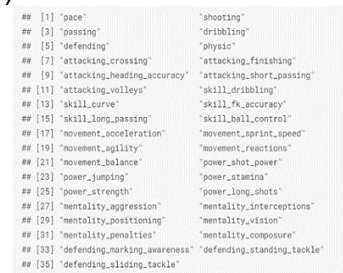 ## [1] "pace" "shooting"
## [3] "passing" "dribbling"
## [5] "defending" "physic"
## [7] "attacking_crossing" "attacking_finishing"
## [9] "attacking_heading_accuracy" "attacking_short_passing"
## [11] "attacking_volleys" "skill_dribbling"
## [13] "skill_curve" "skill_fk_accuracy"
## [15] "skill_long_passing" "skill_ball_control"
## [17] "movement_acceleration" "movement_sprint_speed"
## [19] "movement_agility" "movement_reactions"
## [21] "movement_balance" "power_shot_power"
## [23] "power_jumping" "power_stamina"
## [25] "power_strength" "power_long_shots"
## [27] "mentality_aggression" "mentality_interceptions"
## [29] "mentality_positioning" "mentality_vision"
## [31] "mentality_penalties" "mentality_composure"
## [33] "defending_marking_awareness" "defending_standing_tackle"
## [35] "defending_sliding_tackle"